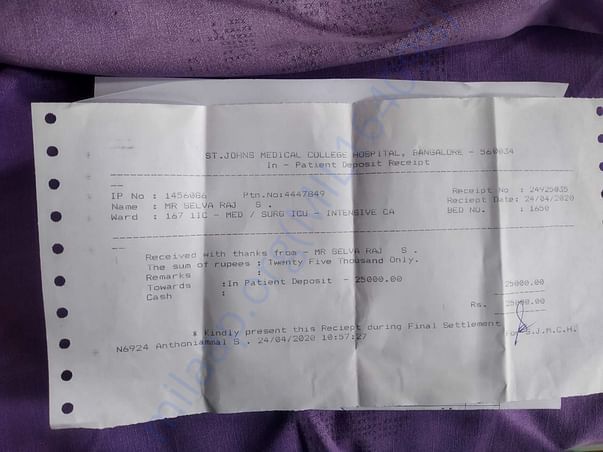 ST.JOHNS MEDICAL COLLEGE HOSPITAL, BANGALORE - 560034
In - Patient Deposit Receipt
IP No : 1456086 Ptn.No:4447849 Receipt No : 24925035
Name : MR SELVA RAJ S . Reciept Date: 24/04/2020
Ward : 167 11C - MED / SURG ICU - INTENSIVE CA BED NU. : 1650
Received with thanks from - MR SELVA RAJ S .
The sum of rupees : Twenty Five Thousand Only.
Remarks :
Towards :In Patient Deposit - 25000.00 25000.00
Cash :
Rs. 25000.00
* Kindly present this Reciept during Final Settlement For S.J.M.C.H.
N6924 Anthoniammal S . 24/04/2020 10:57:27